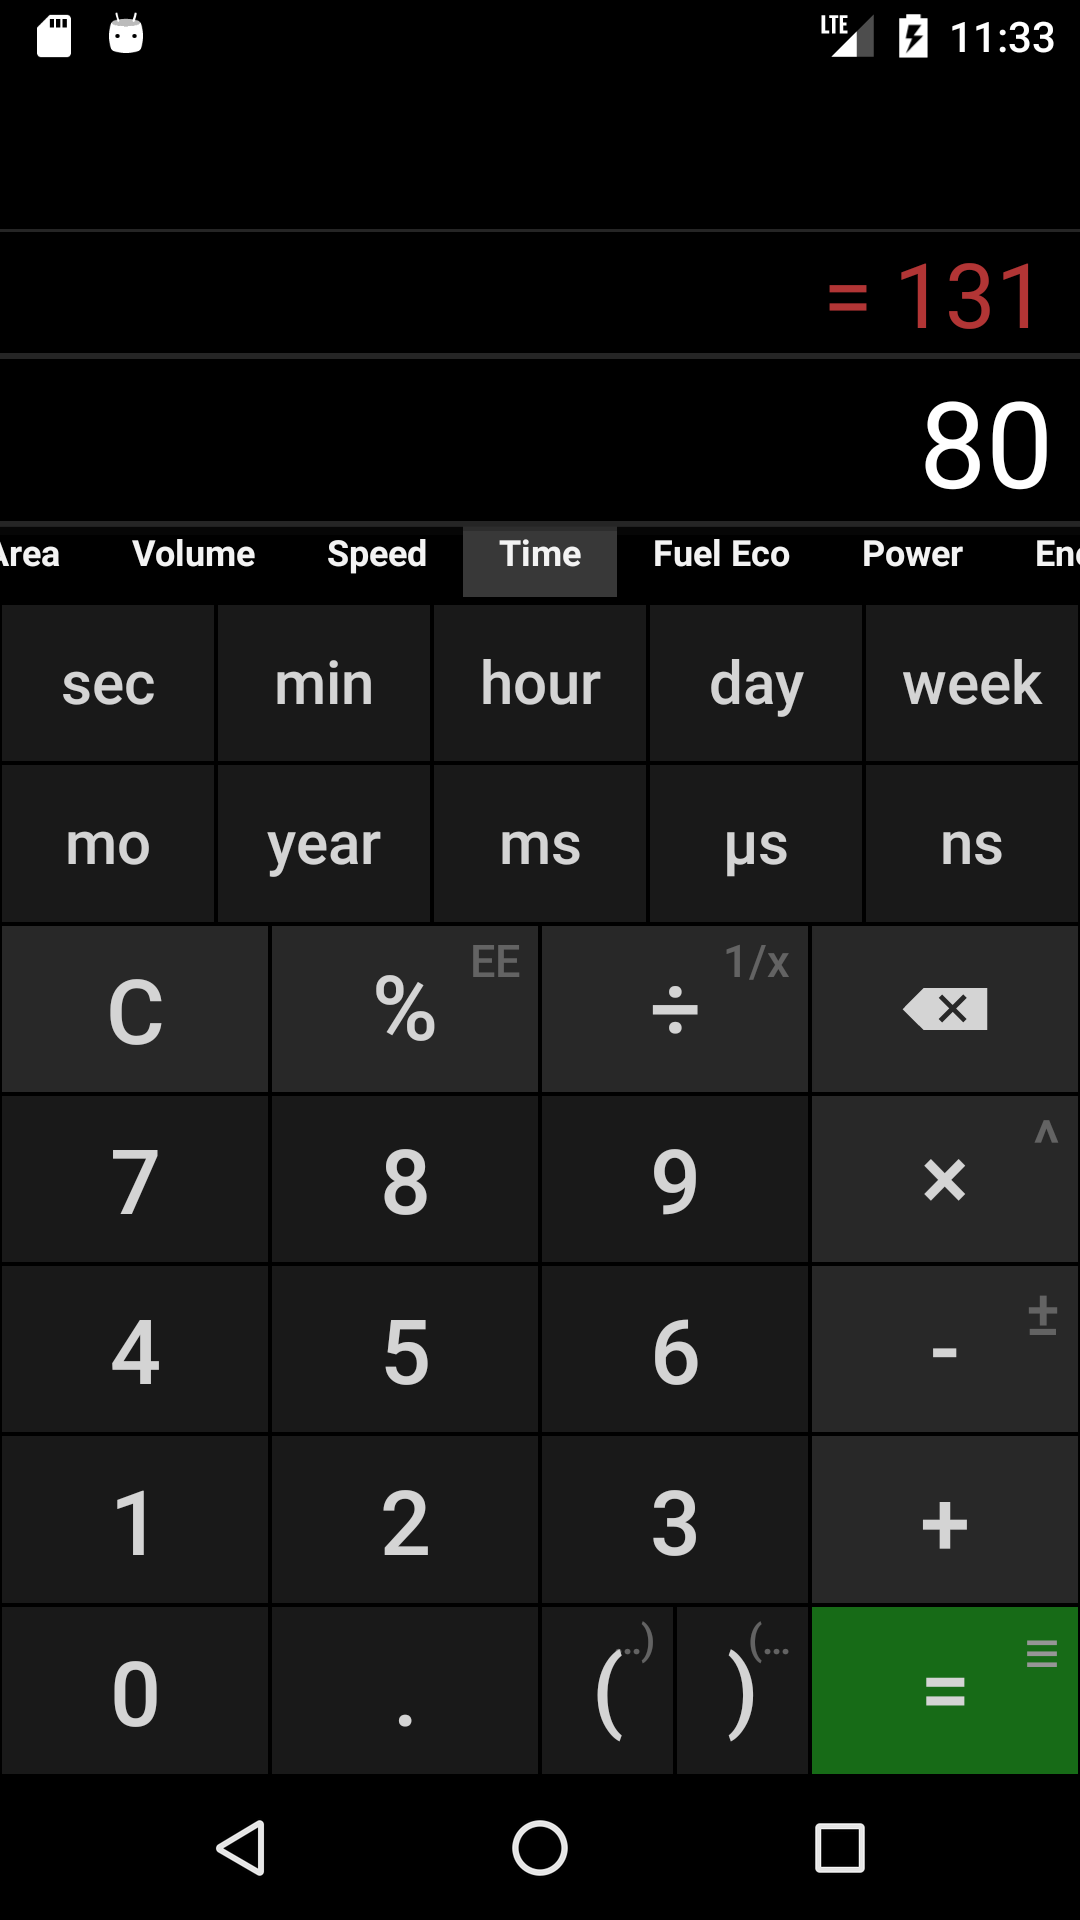 LTE 11:33
= 131
80
Area Volume Speed Time Fuel Eco Power
sec min hour day week
mo year ms µs ns
C % EE ÷ 1/x
7 8 9 × ^
4 5 6 - ±
1 2 3 +
0 . ( ..) ) (... =